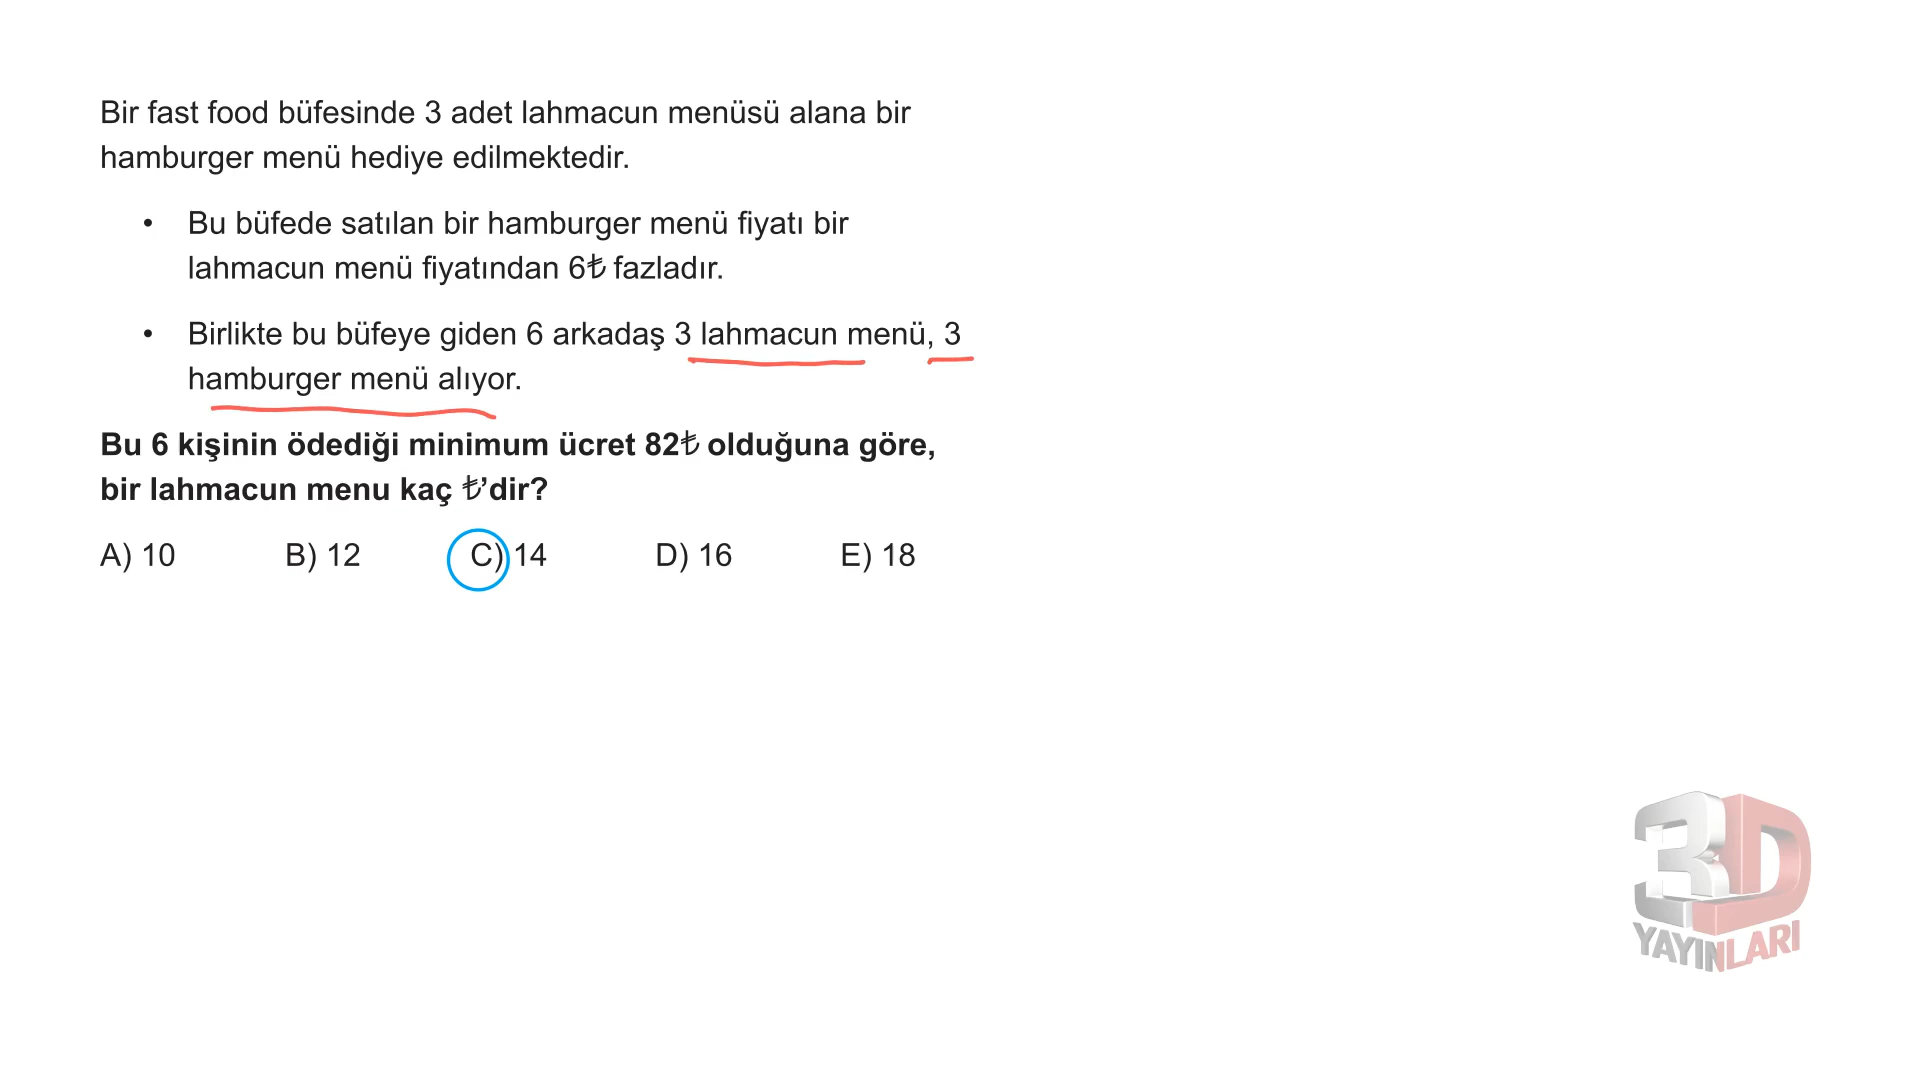 Bir fast food büfesinde 3 adet lahmacun menüsü alana bir
hamburger menü hediye edilmektedir.
• Bu büfede satılan bir hamburger menü fiyatı bir
lahmacun menü fiyatından 6₺ fazladır.
• Birlikte bu büfeye giden 6 arkadaş 3 lahmacun menü, 3
hamburger menü alıyor.
Bu 6 kişinin ödediği minimum ücret 82₺ olduğuna göre,
bir lahmacun menu kaç ₺’dir?
A) 10 B) 12 C) 14 D) 16 E) 18
3D
YAYINLARI